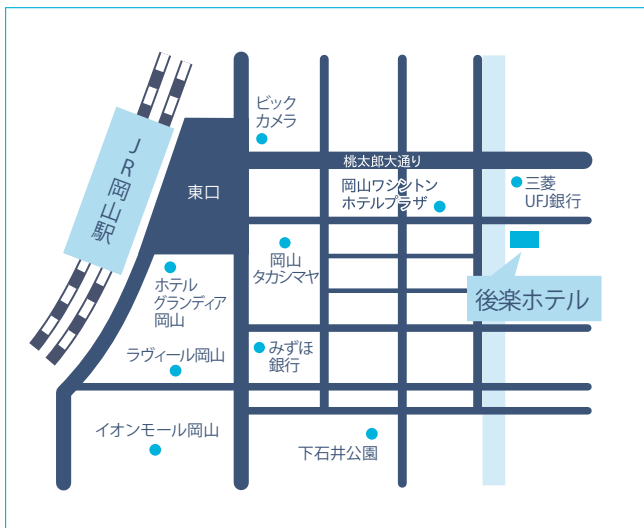 ビック
カメラ
桃太郎大通り
JR岡山駅
東口
岡山ワシントン
ホテルプラザ
三菱
UFJ銀行
岡山
タカシマヤ
ホテル
グランディア
岡山
後楽ホテル
みずほ
銀行
ラヴィール岡山
イオンモール岡山
下石井公園